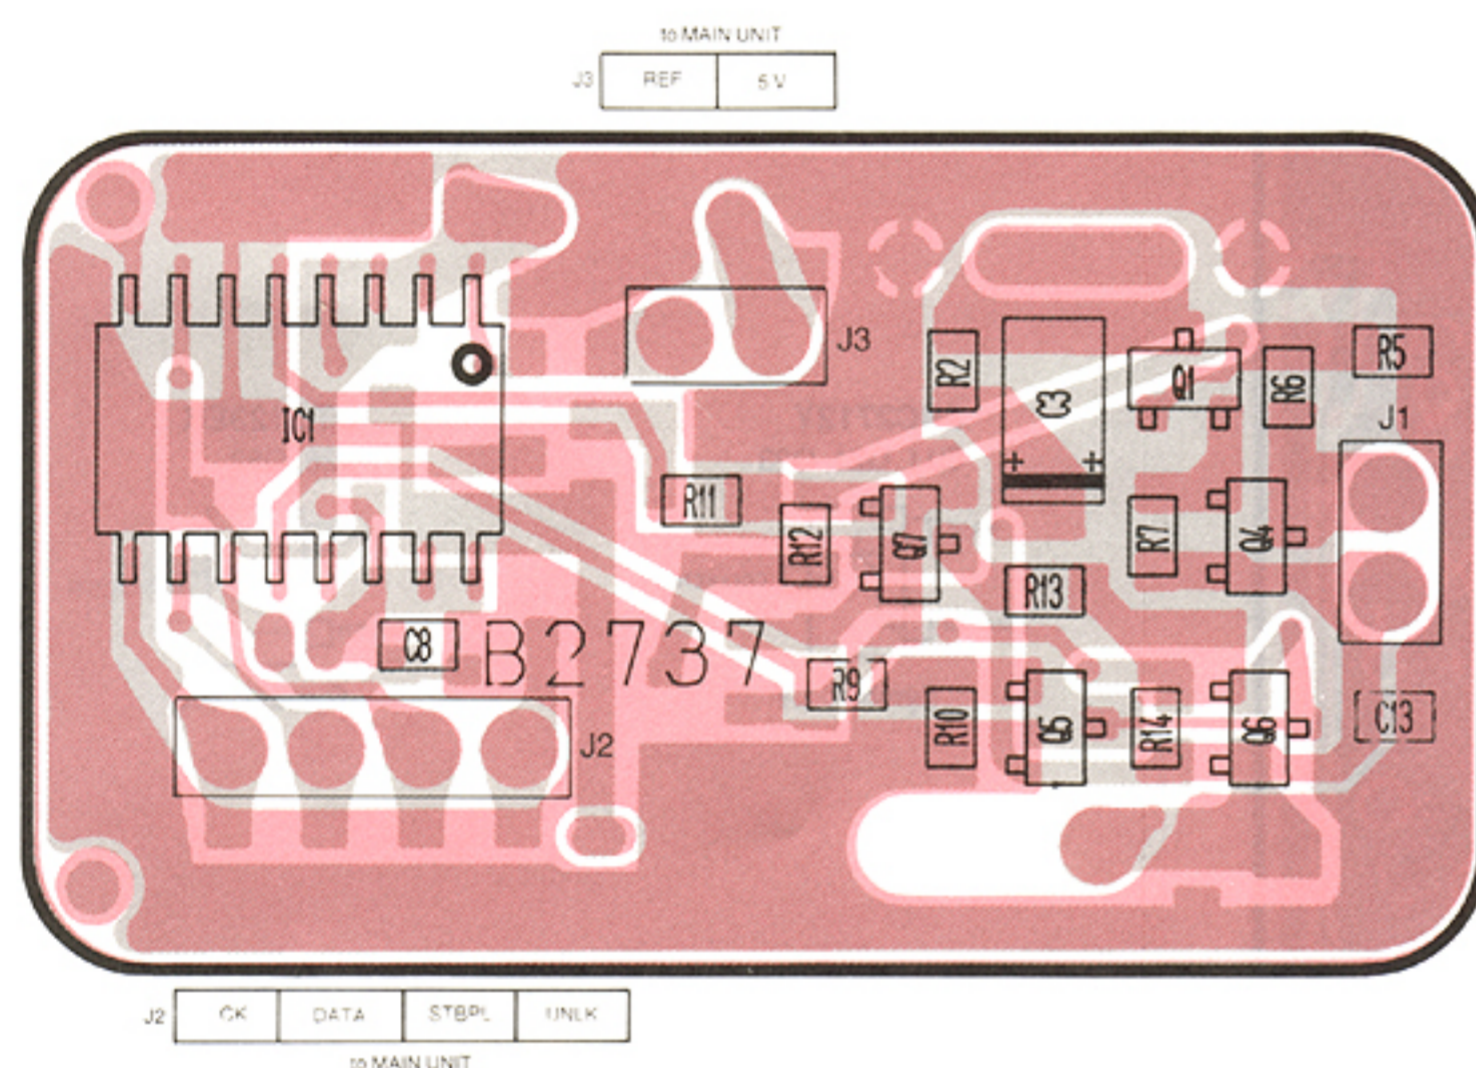 to MAIN UNIT
J3 REF 5 V
J3
R2
C3
+ +
Q1
R6
R5
J1
IC1
R11
R12
Q7
R7
Q4
R13
C8
B2737
R9
R10
Q5
R14
Q6
C13
J2
J2 CK DATA STBPL UNLK
to MAIN UNIT